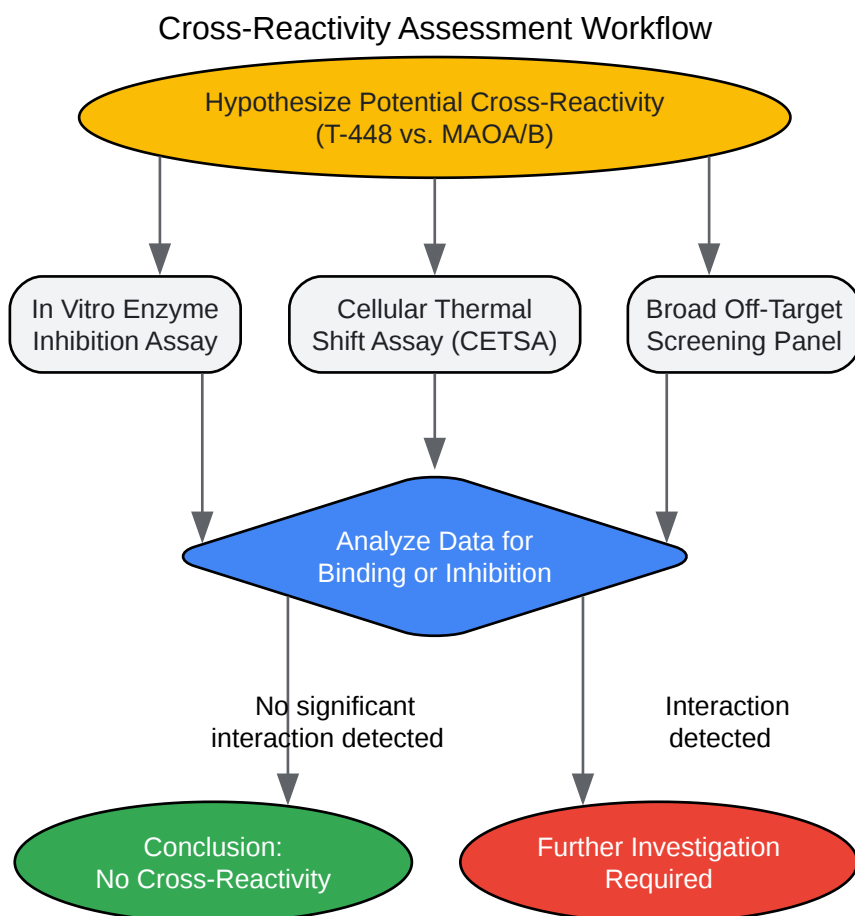 Cross-Reactivity Assessment Workflow
Hypothesize Potential Cross-Reactivity
(T-448 vs. MAOA/B)
In Vitro Enzyme
Inhibition Assay
Cellular Thermal
Shift Assay (CETSA)
Broad Off-Target
Screening Panel
Analyze Data for
Binding or Inhibition
No significant
interaction detected
Interaction
detected
Conclusion:
No Cross-Reactivity
Further Investigation
Required